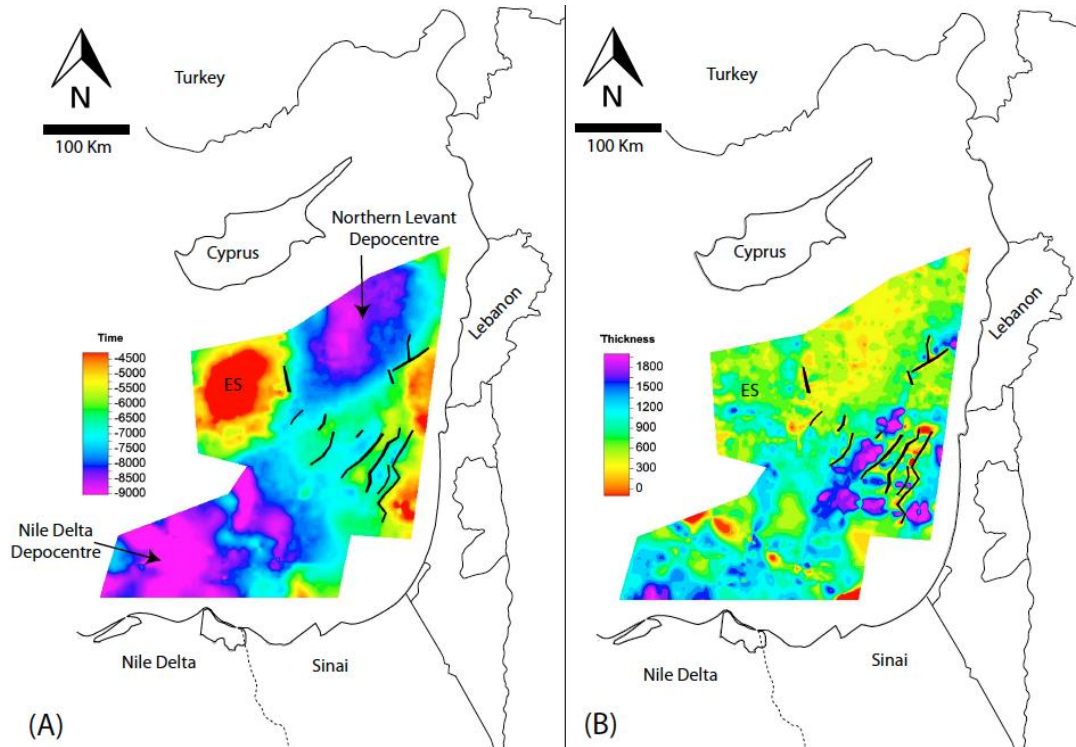 Turkey
N
100 Km
Northern Levant
Depocentre
Cyprus
Lebanon
Time
-4500
-5000
-5500
-6000
-6500
-7000
-7500
-8000
-8500
-9000
ES
Nile Delta
Depocentre
Nile Delta
Sinai
(A)
Turkey
N
100 Km
Cyprus
Lebanon
Thickness
1800
1500
1200
900
600
300
0
ES
Nile Delta
Sinai
(B)